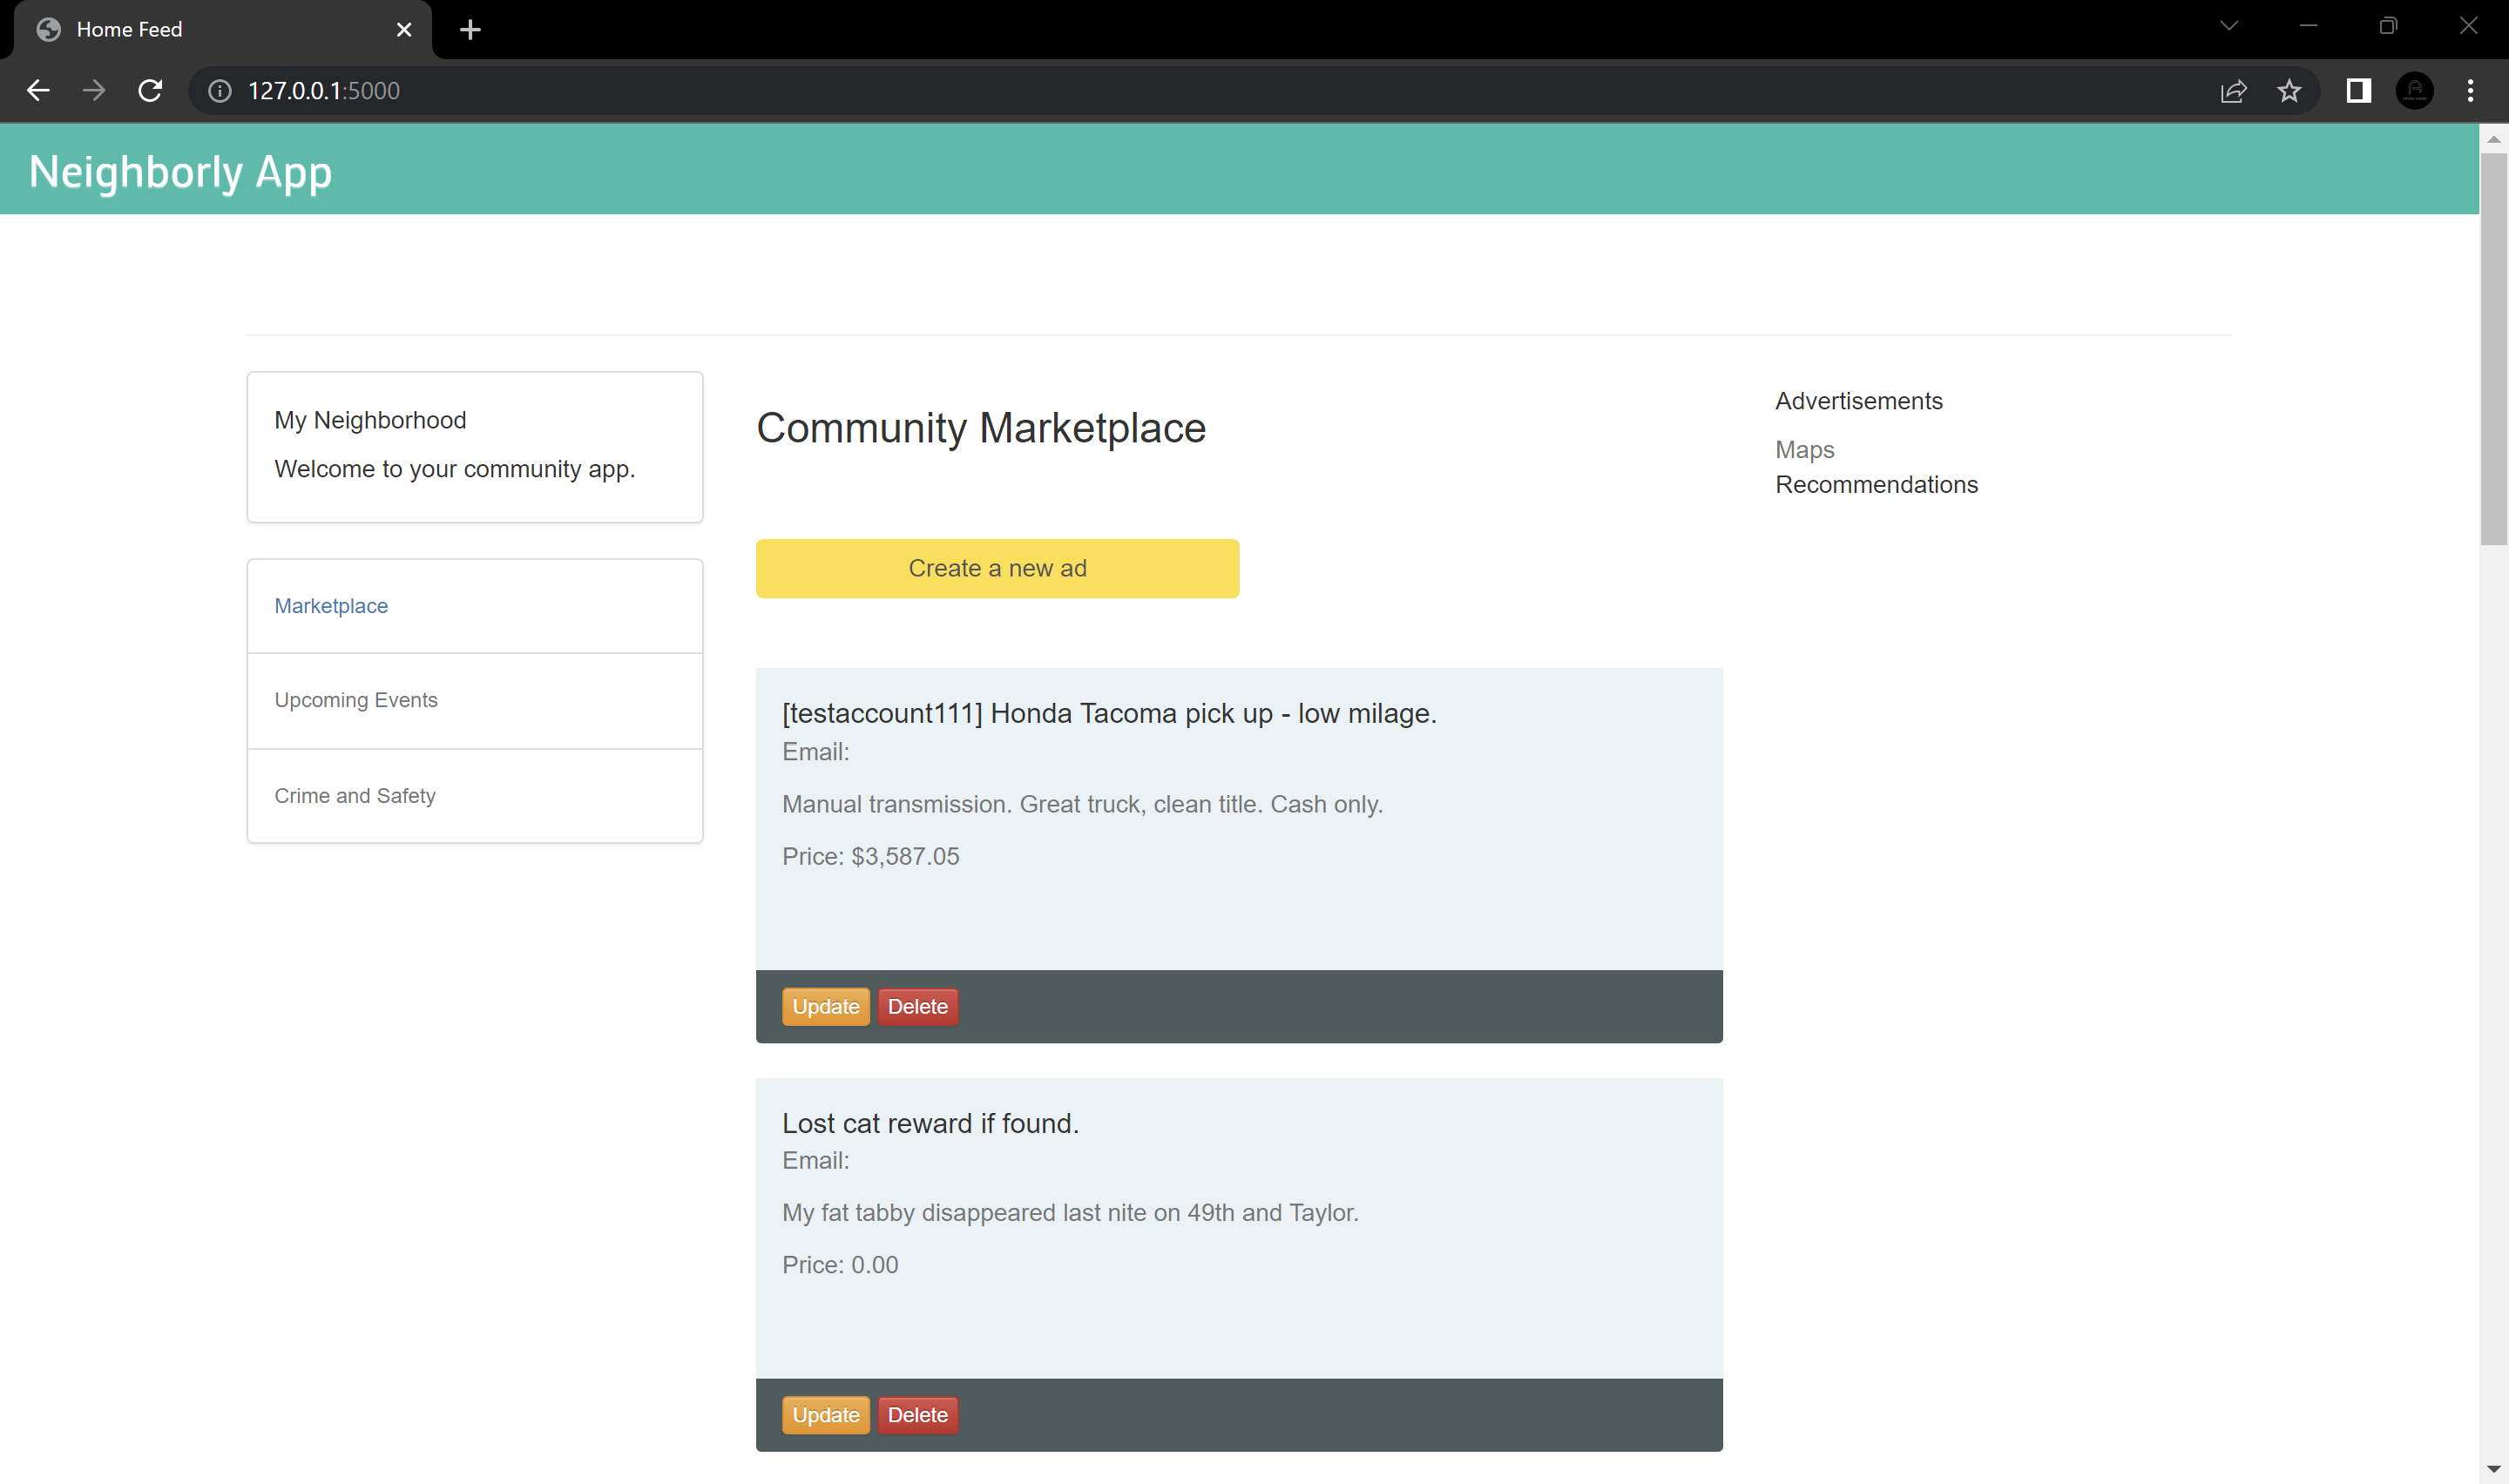 Home Feed
127.0.0.1:5000
Neighborly App
My Neighborhood
Welcome to your community app.
Marketplace
Upcoming Events
Crime and Safety
Community Marketplace
Create a new ad
[testaccount111] Honda Tacoma pick up - low milage.
Email:
Manual transmission. Great truck, clean title. Cash only.
Price: $3,587.05
Update Delete
Lost cat reward if found.
Email:
My fat tabby disappeared last nite on 49th and Taylor.
Price: 0.00
Update Delete
Advertisements
Maps
Recommendations